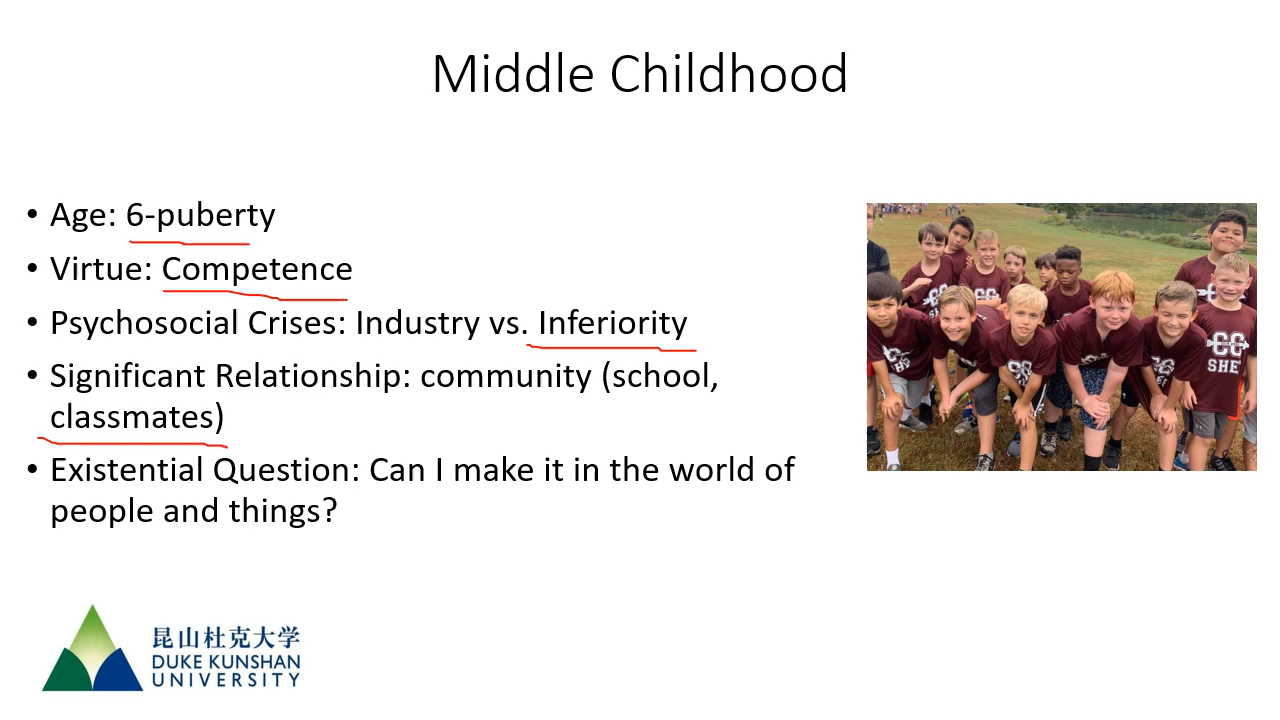 Middle Childhood
• Age: 6-puberty
• Virtue: Competence
• Psychosocial Crises: Industry vs. Inferiority
• Significant Relationship: community (school,
classmates)
• Existential Question: Can I make it in the world of
people and things?
CC
SHE
昆山杜克大学
DUKE KUNSHAN
UNIVERSITY